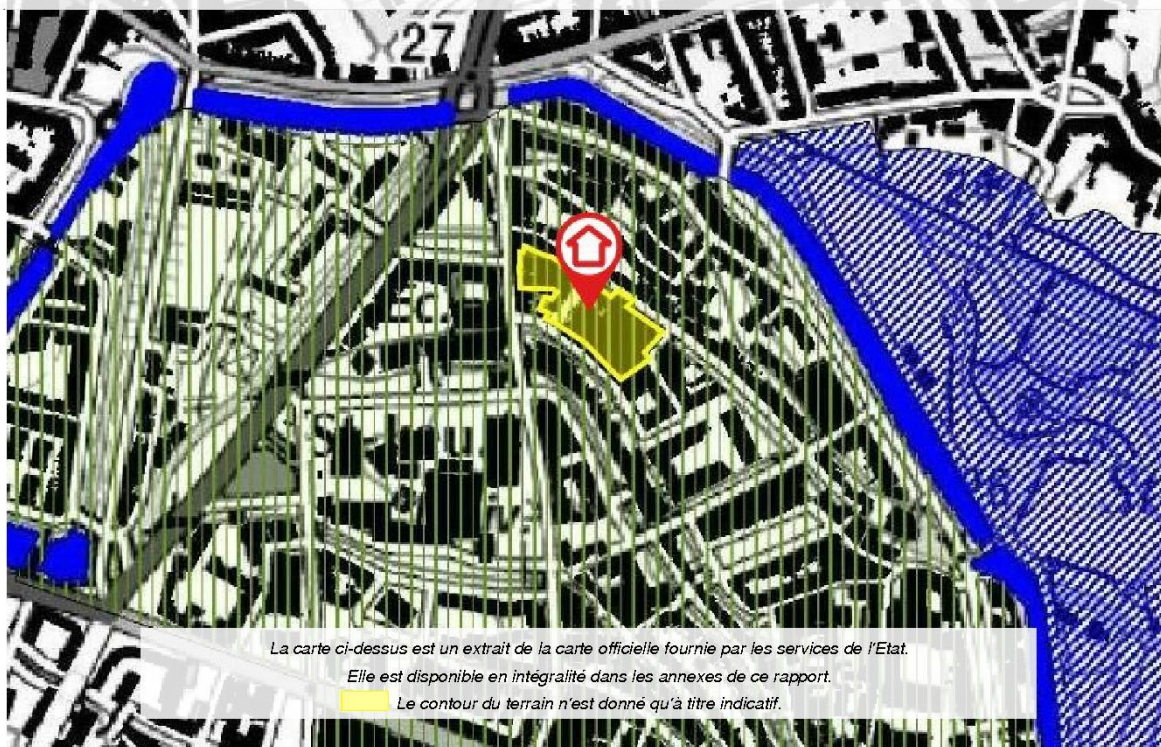 27
La carte ci-dessus est un extrait de la carte officielle fournie par les services de l'Etat.
Elle est disponible en intégralité dans les annexes de ce rapport.
Le contour du terrain n'est donné qu'à titre indicatif.